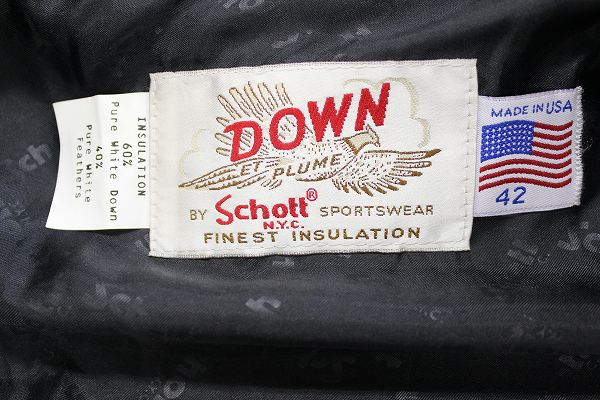 INSULATION
60%
Pure White Down
40%
Pure White
Feathers
DOWN
ET PLUME
BY Schott® SPORTSWEAR
N.Y.C.
FINEST INSULATION
MADE IN USA
42